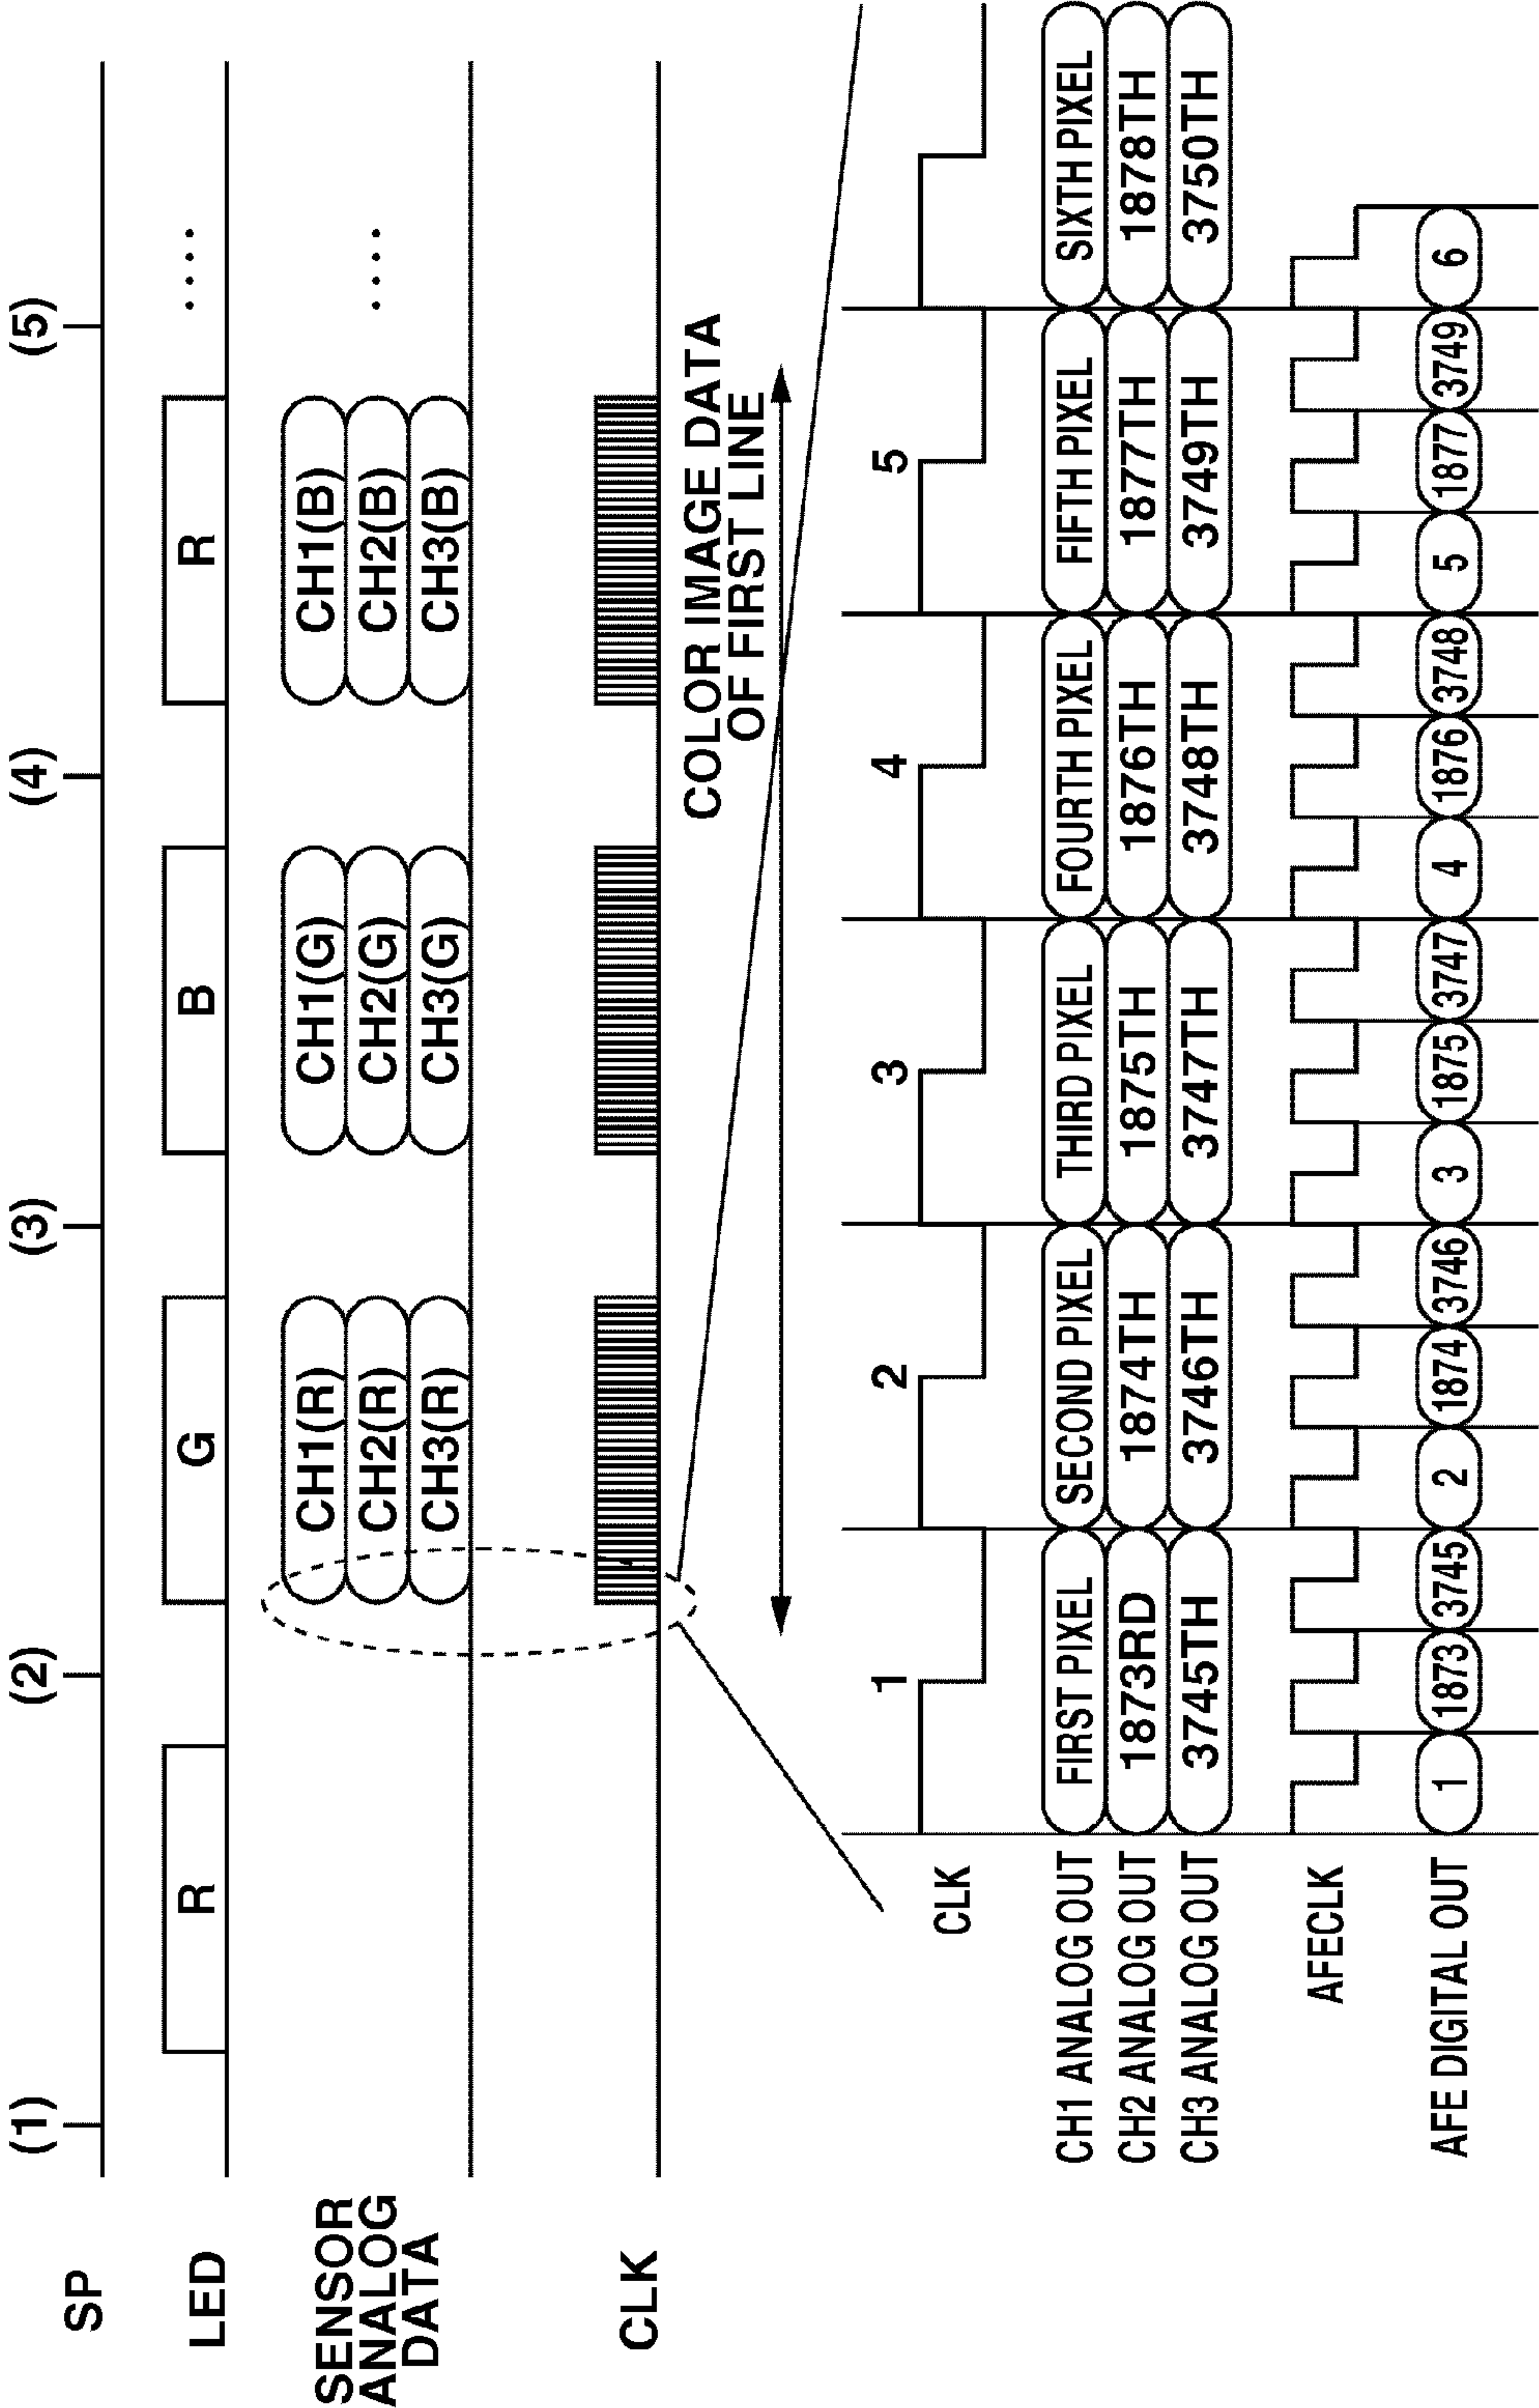 (1) (2) (3) (4) (5)
SP
LED R G B R ....
SENSOR
ANALOG
DATA
CH1(R) CH1(G) CH1(B)
CH2(R) CH2(G) CH2(B) ....
CH3(R) CH3(G) CH3(B)
CLK
COLOR IMAGE DATA
OF FIRST LINE
1 2 3 4 5
CLK
CH1 ANALOG OUT FIRST PIXEL SECOND PIXEL THIRD PIXEL FOURTH PIXEL FIFTH PIXEL SIXTH PIXEL
CH2 ANALOG OUT 1873RD 1874TH 1875TH 1876TH 1877TH 1878TH
CH3 ANALOG OUT 3745TH 3746TH 3747TH 3748TH 3749TH 3750TH
AFECLK
AFE DIGITAL OUT 1 1873 3745 2 1874 3746 3 1875 3747 4 1876 3748 5 1877 3749 6